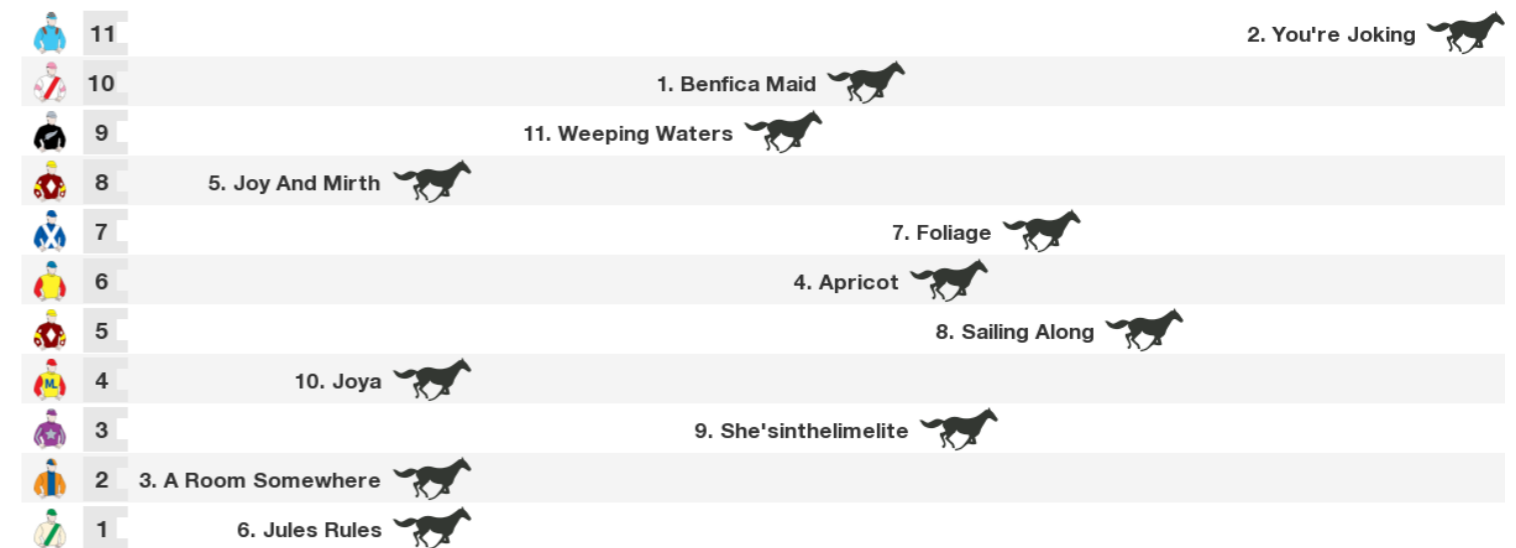 11 2. You're Joking
10 1. Benfica Maid
9 11. Weeping Waters
8 5. Joy And Mirth
7 7. Foliage
6 4. Apricot
5 8. Sailing Along
ML 4 10. Joya
3 9. She'sinthelimelite
2 3. A Room Somewhere
1 6. Jules Rules